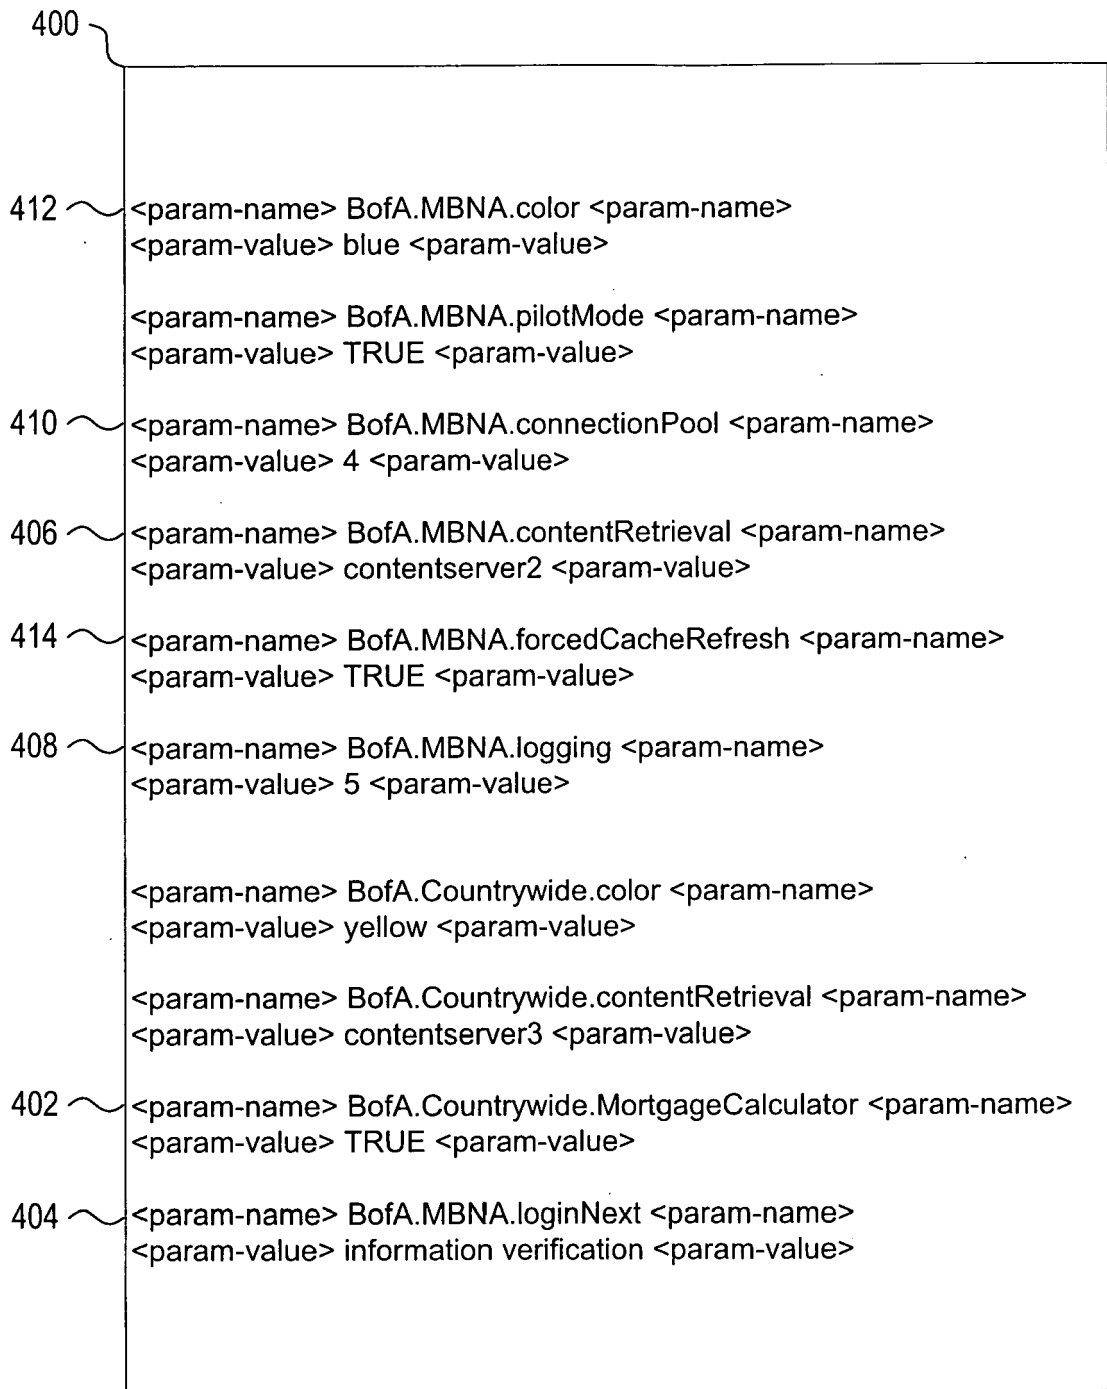 400
412 <param-name> BofA.MBNA.color <param-name>
<param-value> blue <param-value>
<param-name> BofA.MBNA.pilotMode <param-name>
<param-value> TRUE <param-value>
410 <param-name> BofA.MBNA.connectionPool <param-name>
<param-value> 4 <param-value>
406 <param-name> BofA.MBNA.contentRetrieval <param-name>
<param-value> contentserver2 <param-value>
414 <param-name> BofA.MBNA.forcedCacheRefresh <param-name>
<param-value> TRUE <param-value>
408 <param-name> BofA.MBNA.logging <param-name>
<param-value> 5 <param-value>
<param-name> BofA.Countrywide.color <param-name>
<param-value> yellow <param-value>
<param-name> BofA.Countrywide.contentRetrieval <param-name>
<param-value> contentserver3 <param-value>
402 <param-name> BofA.Countrywide.MortgageCalculator <param-name>
<param-value> TRUE <param-value>
404 <param-name> BofA.MBNA.loginNext <param-name>
<param-value> information verification <param-value>